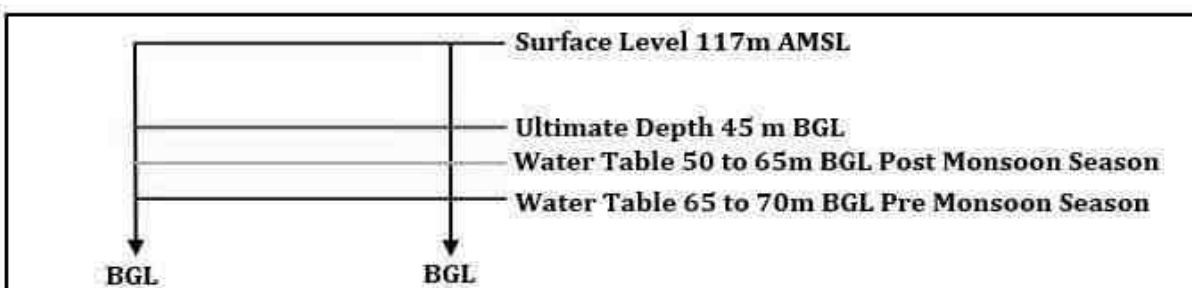 Surface Level 117m AMSL
Ultimate Depth 45 m BGL
Water Table 50 to 65m BGL Post Monsoon Season
Water Table 65 to 70m BGL Pre Monsoon Season
BGL BGL